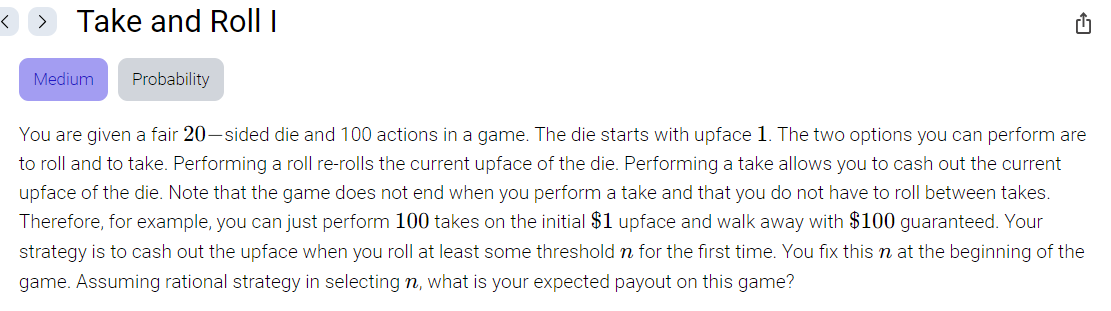 Take and Roll I
Medium Probability
You are given a fair 20−sided die and 100 actions in a game. The die starts with upface 1. The two options you can perform are
to roll and to take. Performing a roll re-rolls the current upface of the die. Performing a take allows you to cash out the current
upface of the die. Note that the game does not end when you perform a take and that you do not have to roll between takes.
Therefore, for example, you can just perform 100 takes on the initial $1 upface and walk away with $100 guaranteed. Your
strategy is to cash out the upface when you roll at least some threshold n for the first time. You fix this n at the beginning of the
game. Assuming rational strategy in selecting n, what is your expected payout on this game?